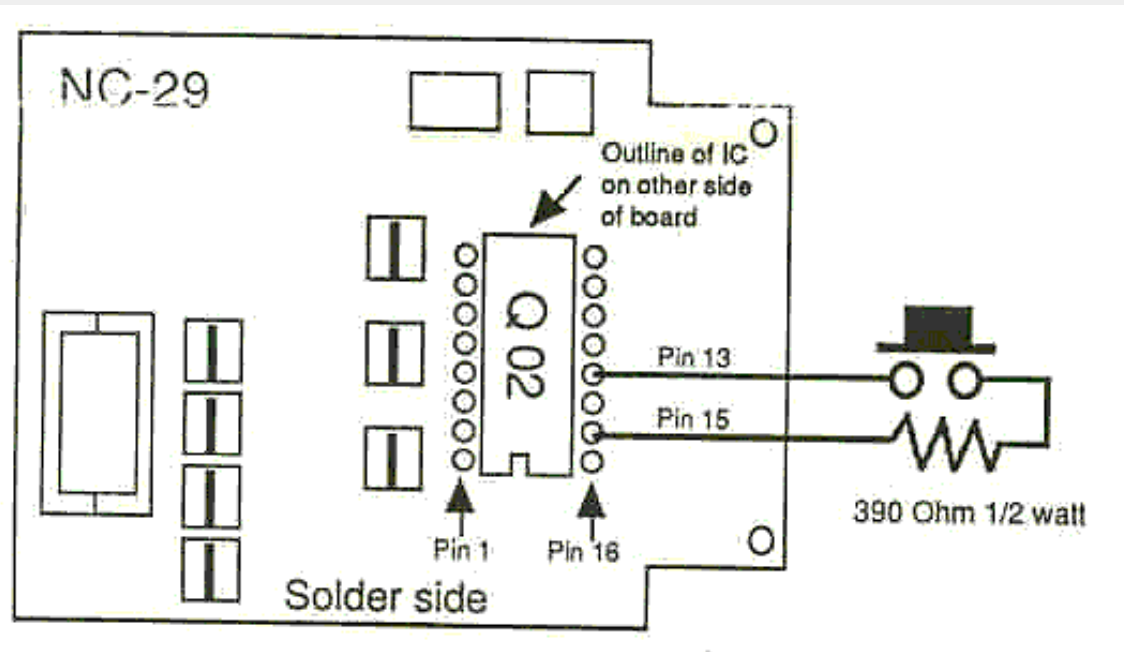 NC-29
Outline of IC
on other side
of board
Q 02
Pin 13
Pin 15
390 Ohm 1/2 watt
Pin 1
Pin 16
Solder side